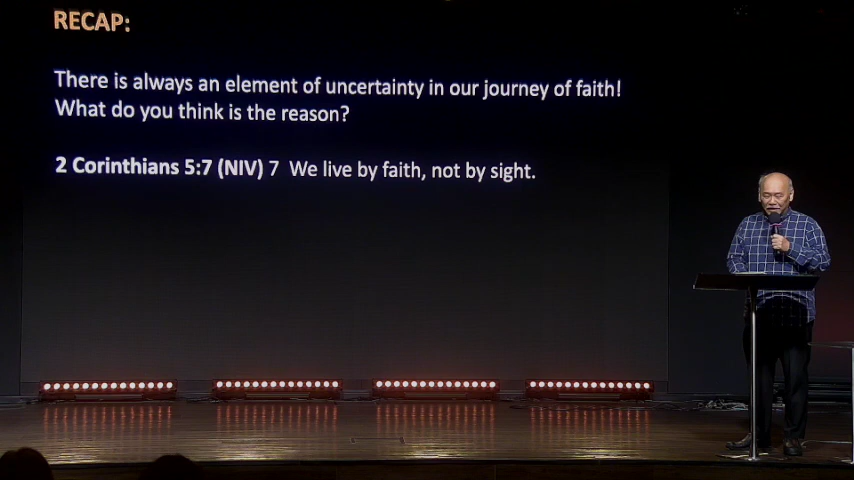 RECAP:
There is always an element of uncertainty in our journey of faith!
What do you think is the reason?
2 Corinthians 5:7 (NIV) 7 We live by faith, not by sight.